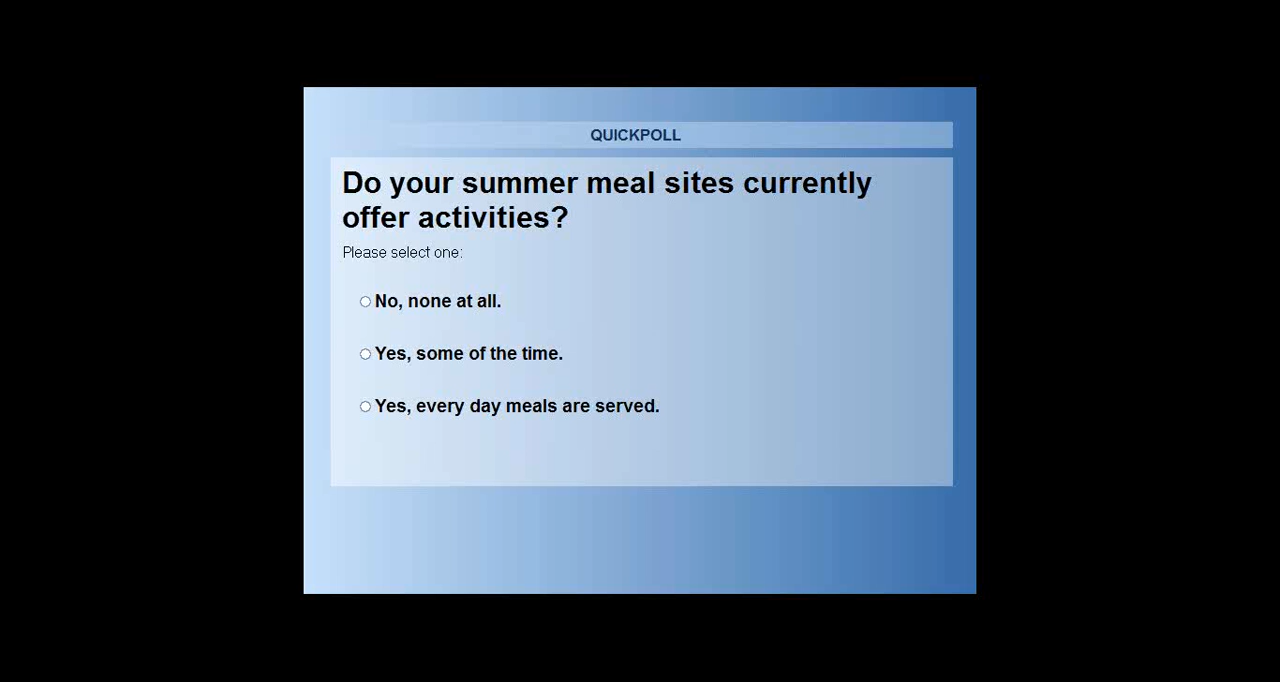 QUICKPOLL
Do your summer meal sites currently
offer activities?
Please select one:
No, none at all.
Yes, some of the time.
Yes, every day meals are served.